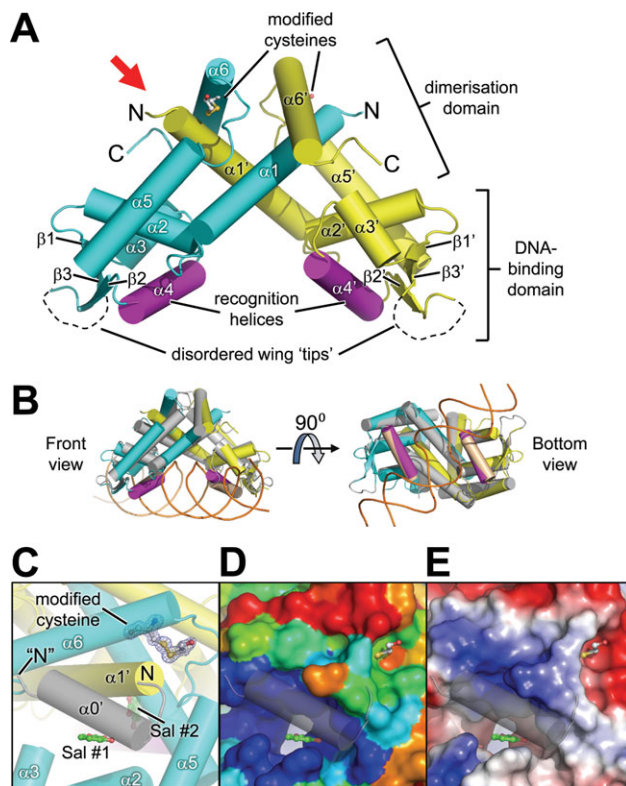 A
modified
cysteines
α6
α6'
N
N
dimerisation
domain
C
C
α1'
α1
α5'
α5
α2
α3
α2'
α3'
β1
β1'
β3
β2
β2'
β3'
α4
α4'
DNA-
binding
domain
recognition
helices
disordered wing 'tips'
B
Front
view
90⁰
Bottom
view
C
modified
cysteine
α6
"N"
α1'
N
α0'
Sal #1
Sal #2
α3
α2
α5
D
E